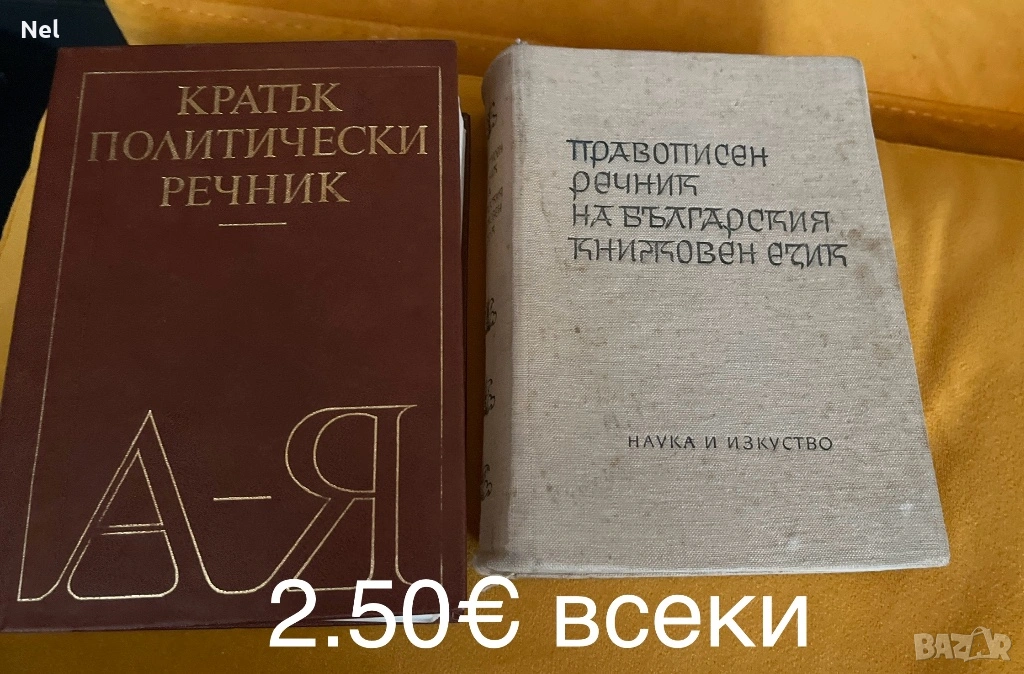 Nel
КРАТЪК
ПОЛИТИЧЕСКИ
РЕЧНИК
А-Я
ПРАВОПИСЕН
РЕЧНИК
НА БЪЛГАРСКИЯ
КНИЖОВЕН ЕЗИК
НАУКА И ИЗКУСТВО
2.50€ всеки
BAZAR